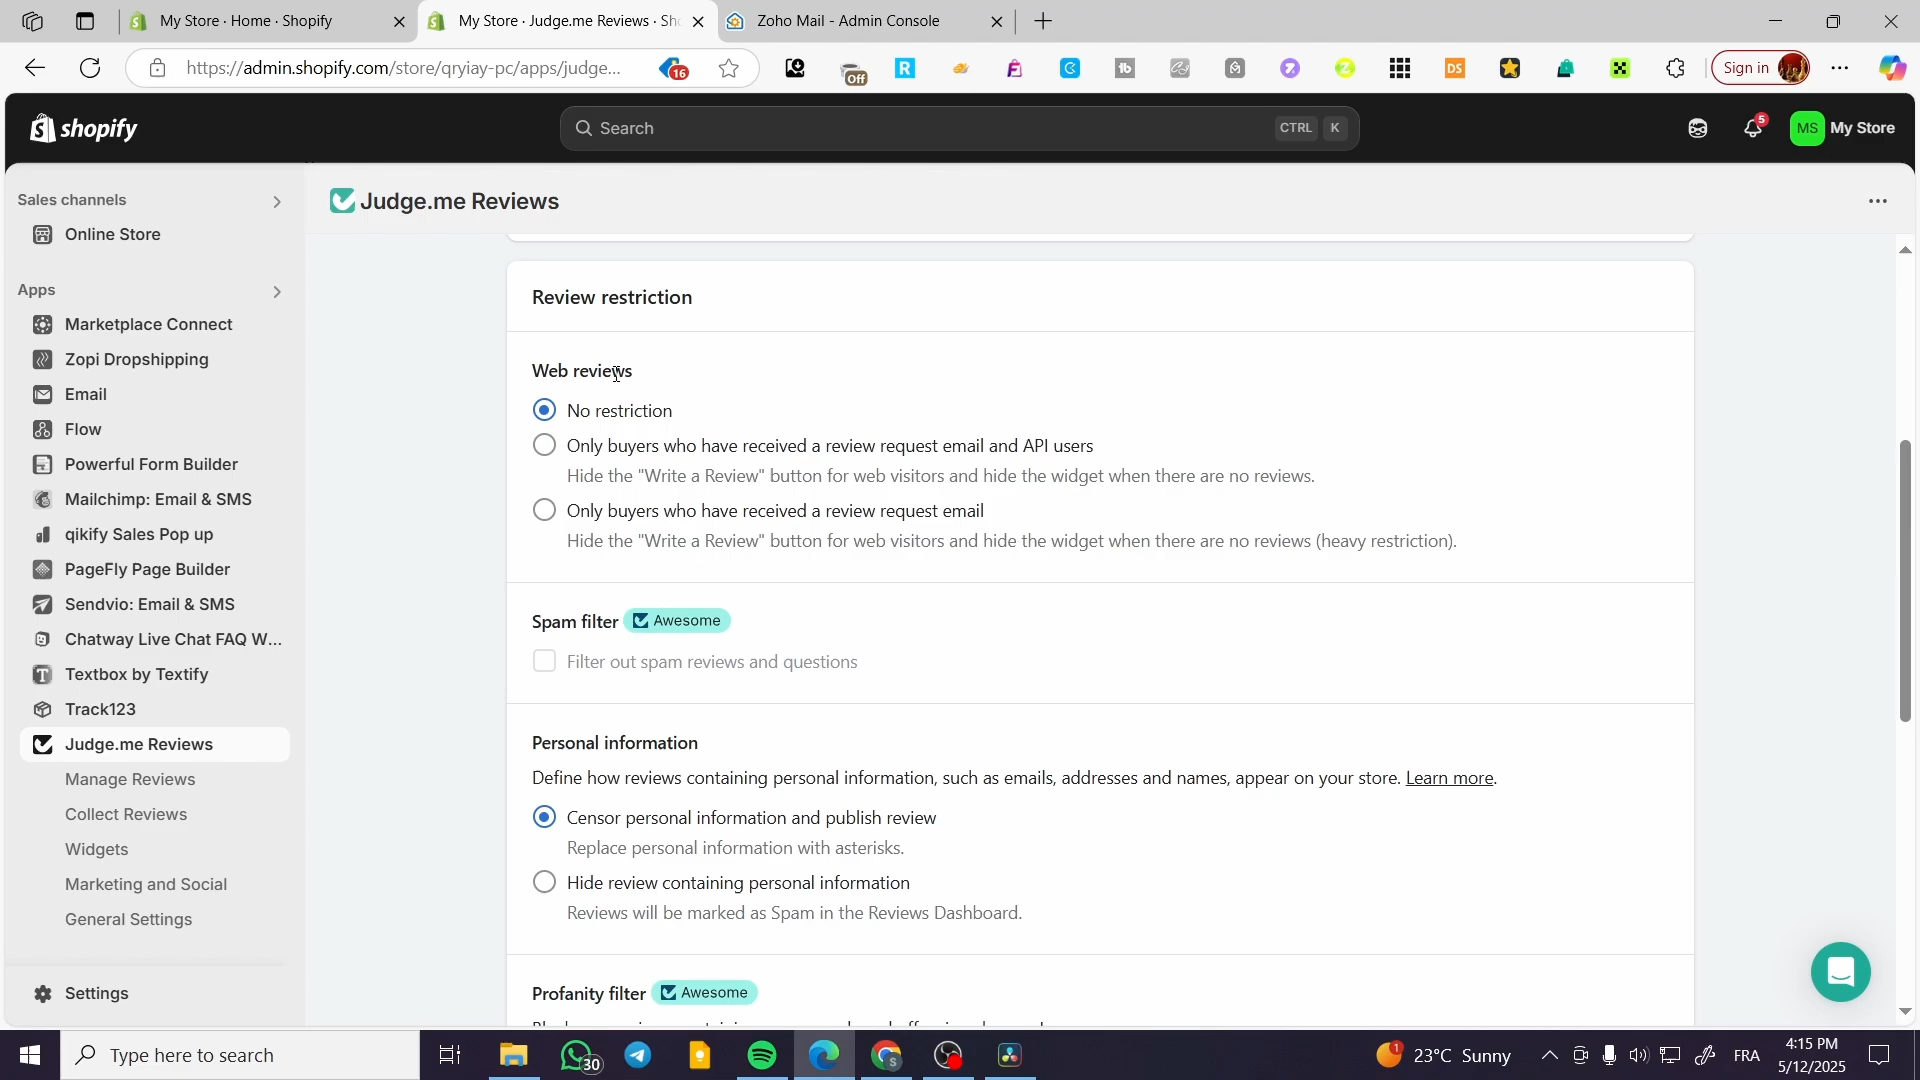 My Store · Home · Shopify
My Store · Judge.me Reviews · Sh
Zoho Mail - Admin Console
https://admin.shopify.com/store/qryiay-pc/apps/judge...
16
Off
Sign in
shopify
Search
CTRL K
5
MS My Store
Sales channels
Online Store
Apps
Marketplace Connect
Zopi Dropshipping
Email
Flow
Powerful Form Builder
Mailchimp: Email & SMS
qikify Sales Pop up
PageFly Page Builder
Sendvio: Email & SMS
Chatway Live Chat FAQ W...
Textbox by Textify
Track123
Judge.me Reviews
Manage Reviews
Collect Reviews
Widgets
Marketing and Social
General Settings
Settings
Judge.me Reviews
Review restriction
Web reviews
No restriction
Only buyers who have received a review request email and API users
Hide the "Write a Review" button for web visitors and hide the widget when there are no reviews.
Only buyers who have received a review request email
Hide the "Write a Review" button for web visitors and hide the widget when there are no reviews (heavy restriction).
Spam filter Awesome
Filter out spam reviews and questions
Personal information
Define how reviews containing personal information, such as emails, addresses and names, appear on your store. Learn more.
Censor personal information and publish review
Replace personal information with asterisks.
Hide review containing personal information
Reviews will be marked as Spam in the Reviews Dashboard.
Profanity filter Awesome
Type here to search
30
1
23°C Sunny
FRA
4:15 PM
5/12/2025